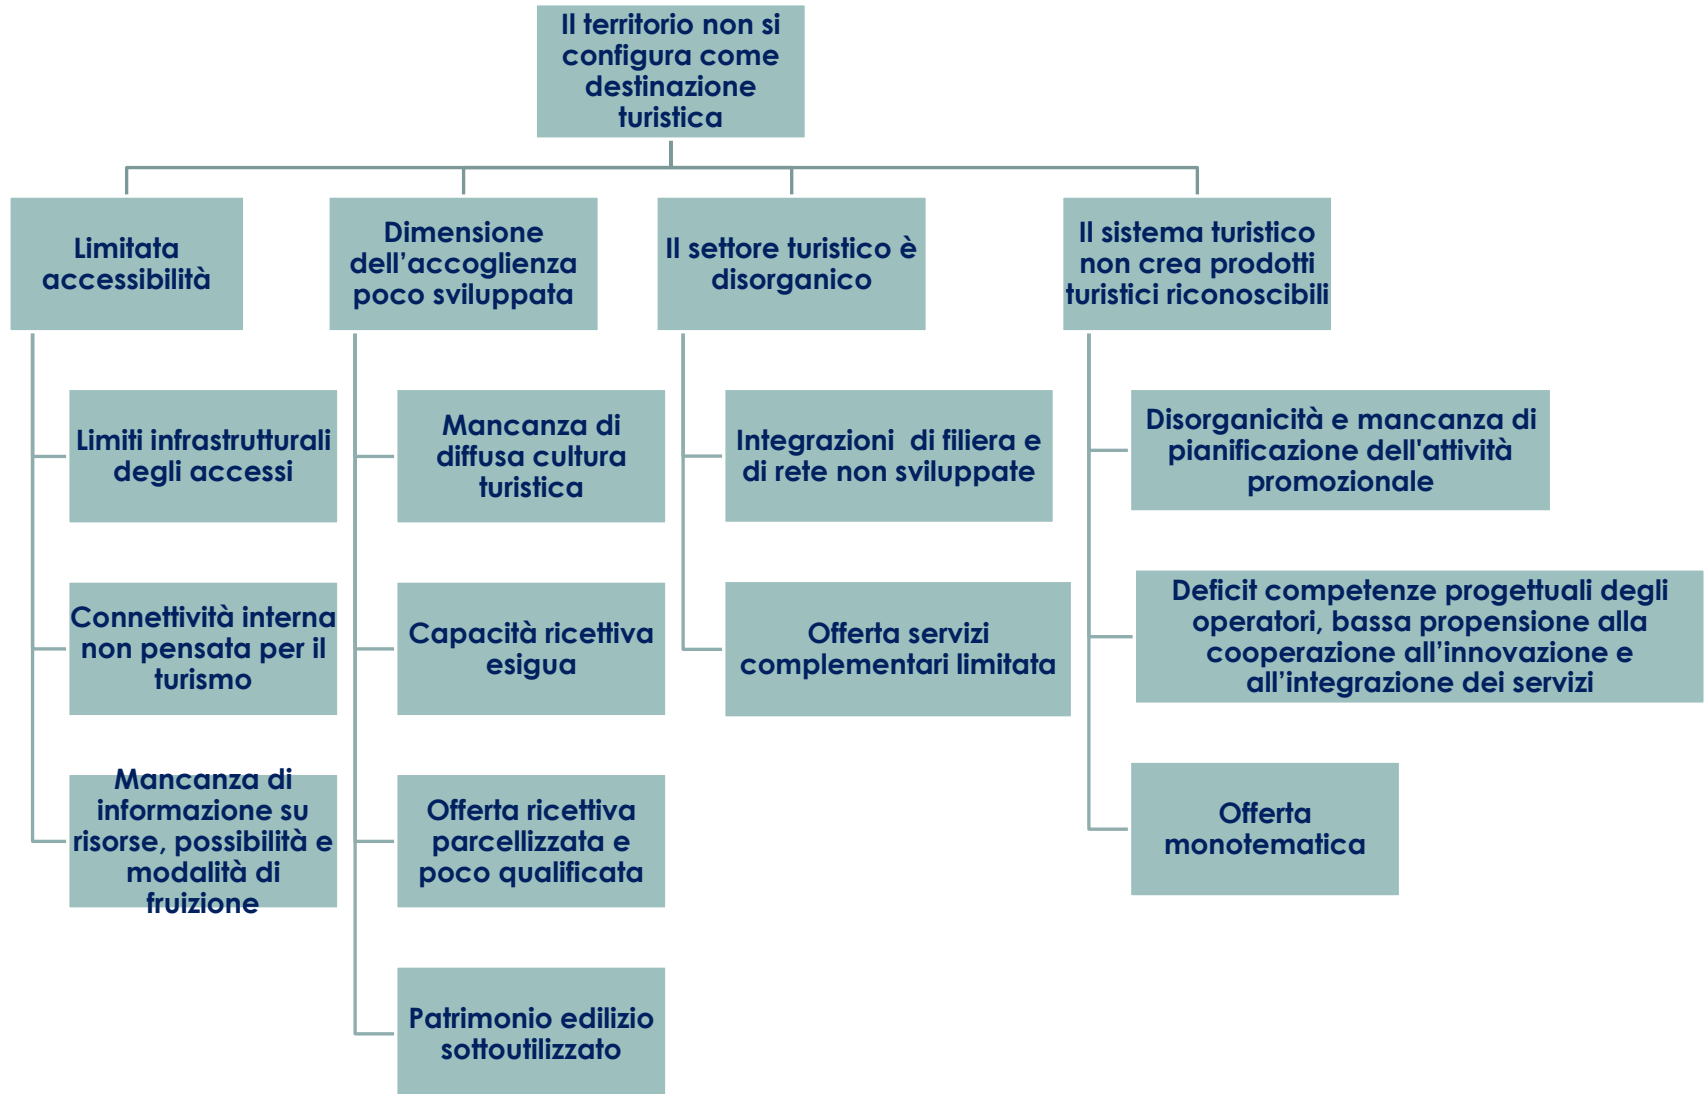 Il territorio non si
configura come
destinazione
turistica
Limitata
accessibilità
Limiti infrastrutturali
degli accessi
Connettività interna
non pensata per il
turismo
Mancanza di
informazione su
risorse, possibilità e
modalità di
fruizione
Dimensione
dell’accoglienza
poco sviluppata
Mancanza di
diffusa cultura
turistica
Capacità ricettiva
esigua
Offerta ricettiva
parcellizzata e
poco qualificata
Patrimonio edilizio
sottoutilizzato
Il settore turistico è
disorganico
Integrazioni  di filiera e
di rete non sviluppate
Offerta servizi
complementari limitata
Il sistema turistico
non crea prodotti
turistici riconoscibili
Disorganicità e mancanza di
pianificazione dell'attività
promozionale
Deficit competenze progettuali degli
operatori, bassa propensione alla
cooperazione all’innovazione e
all’integrazione dei servizi
Offerta
monotematica